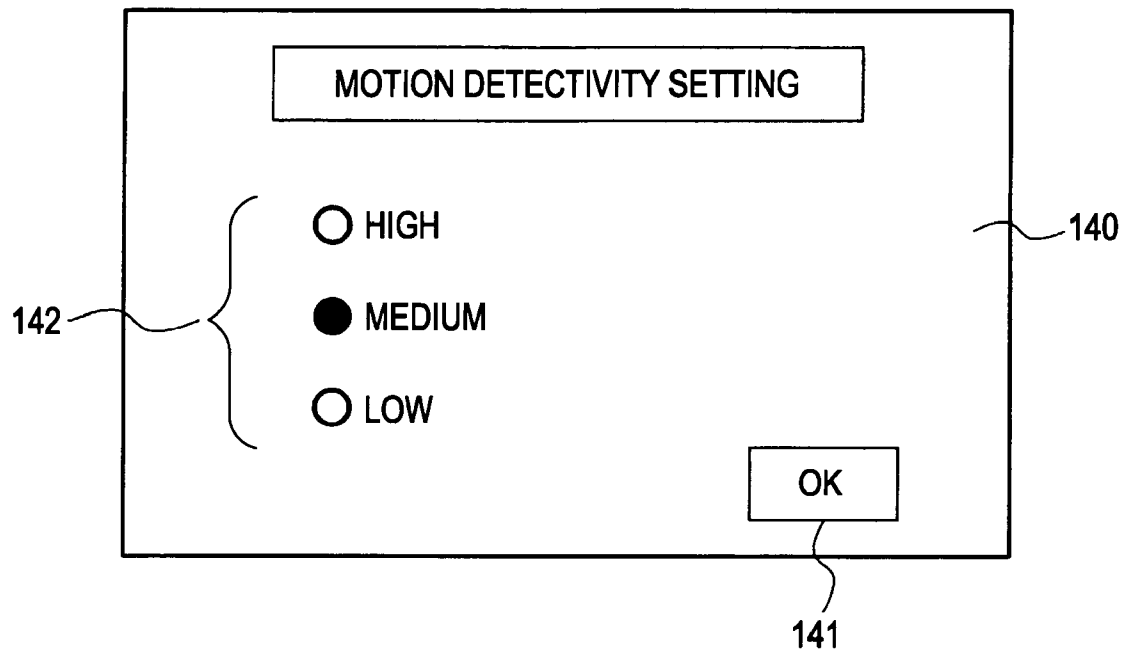 MOTION DETECTIVITY SETTING
HIGH
140
142
MEDIUM
LOW
OK
141